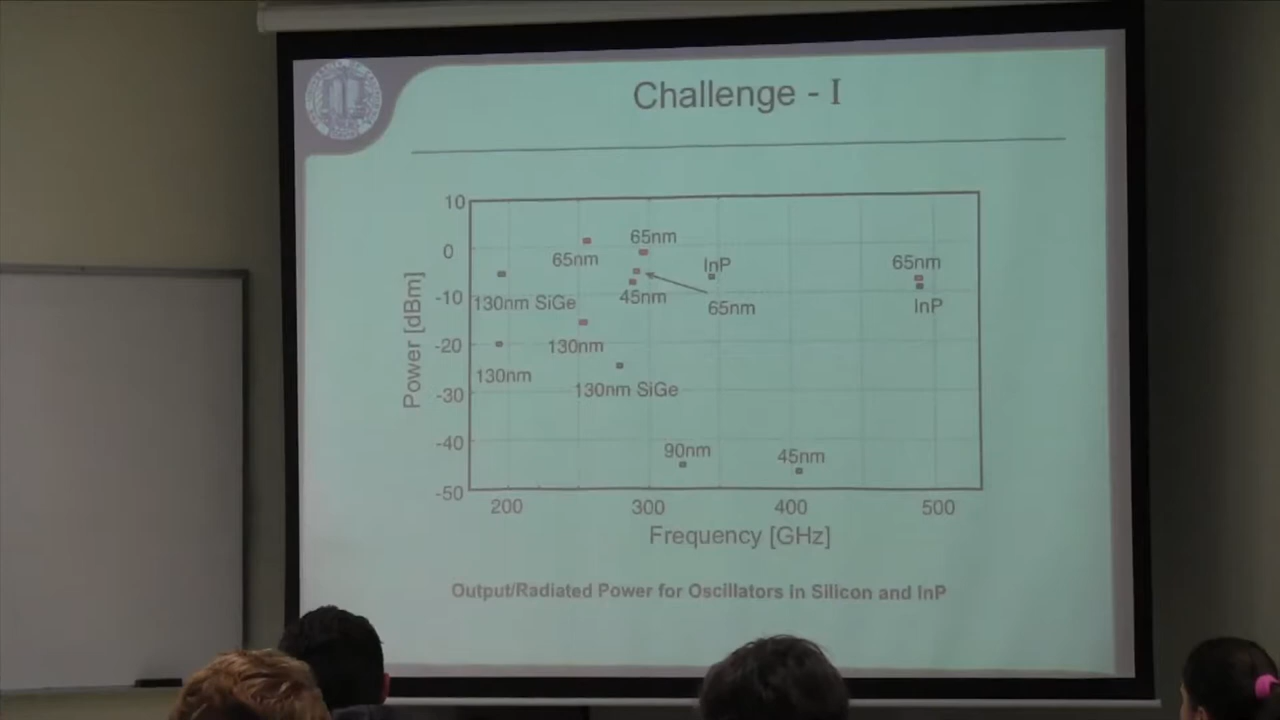 Challenge - I
10
0
-10
-20
-30
-40
-50
Power [dBm]
65nm
65nm
InP
65nm
130nm SiGe
45nm
65nm
InP
130nm
130nm
130nm SiGe
90nm
45nm
200
300
400
500
Frequency [GHz]
Output/Radiated Power for Oscillators in Silicon and InP